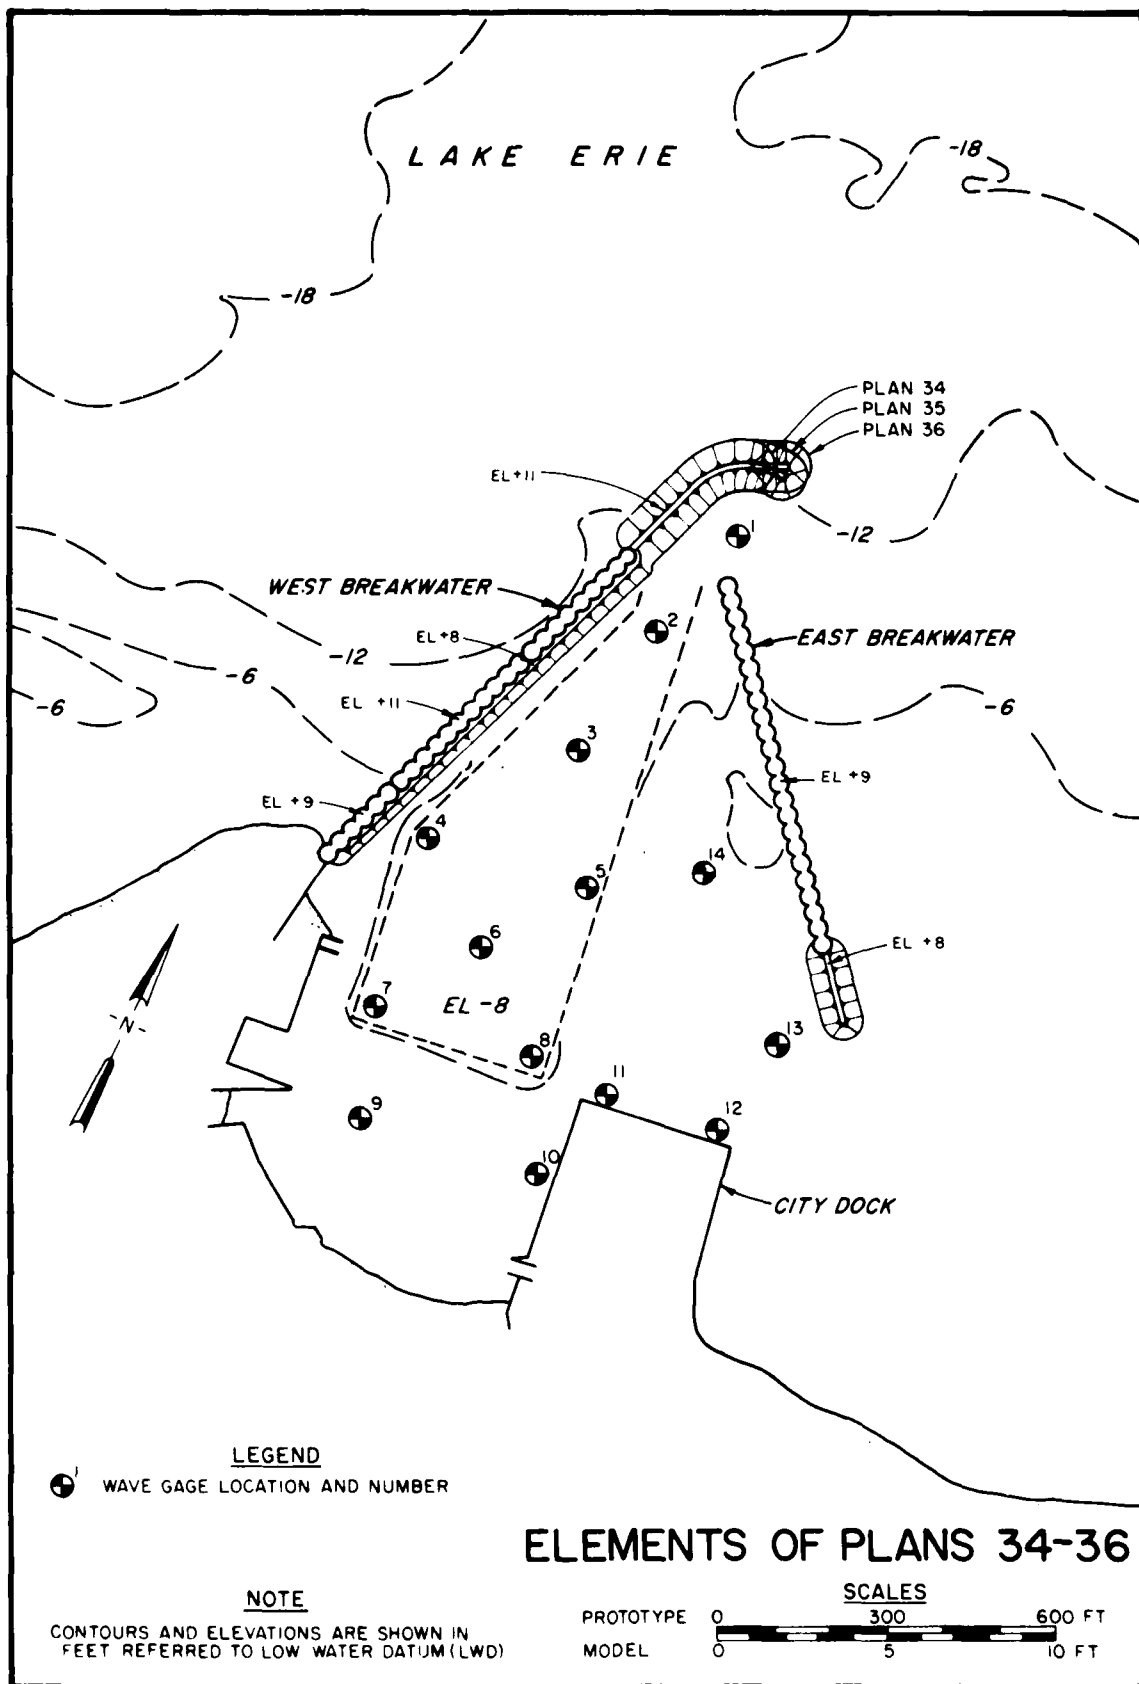 LAKE ERIE
-18
-18
PLAN 34
PLAN 35
PLAN 36
EL +11
-12
1
WEST BREAKWATER
2
EAST BREAKWATER
EL +8
-12
-6
-6
EL +11
-6
3
EL +9
EL +9
4
14
5
6
EL +8
7
EL -8
-N-
8
13
11
9
12
10
CITY DOCK
LEGEND
1
WAVE GAGE LOCATION AND NUMBER
ELEMENTS OF PLANS 34-36
NOTE
CONTOURS AND ELEVATIONS ARE SHOWN IN
FEET REFERRED TO LOW WATER DATUM (LWD)
SCALES
PROTOTYPE 0 300 600 FT
MODEL 0 5 10 FT